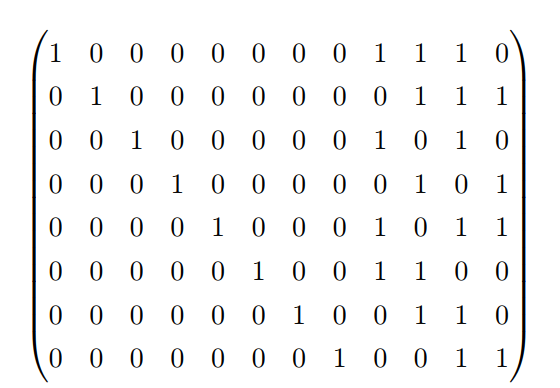 1 0 0 0 0 0 0 0 1 1 1 0
0 1 0 0 0 0 0 0 0 1 1 1
0 0 1 0 0 0 0 0 1 0 1 0
0 0 0 1 0 0 0 0 0 1 0 1
0 0 0 0 1 0 0 0 1 0 1 1
0 0 0 0 0 1 0 0 1 1 0 0
0 0 0 0 0 0 1 0 0 1 1 0
0 0 0 0 0 0 0 1 0 0 1 1